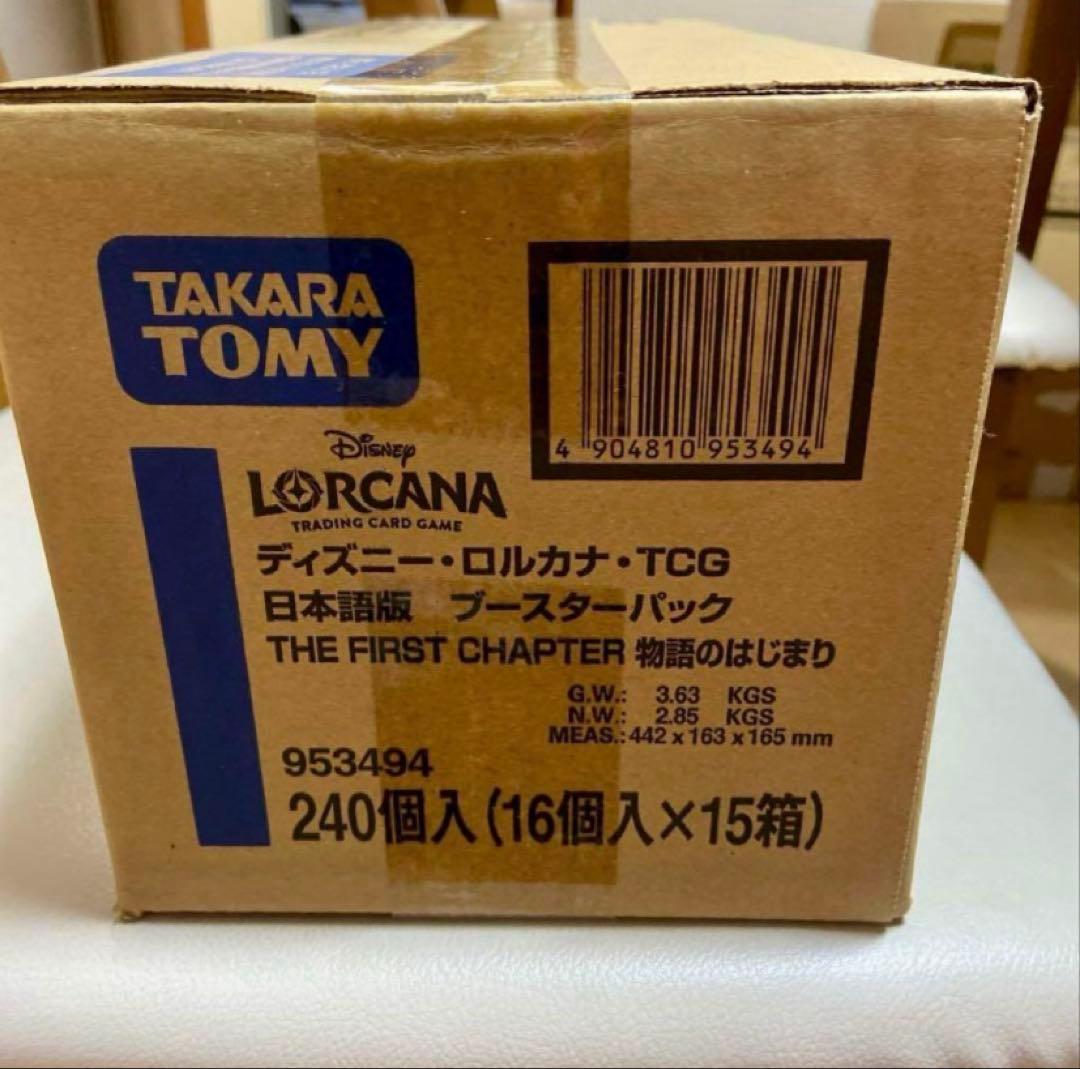 TAKARA
TOMY
4 904810 953494
Disney
LORCANA
TRADING CARD GAME
ディズニー・ロルカナ・TCG
日本語版 ブースターパック
THE FIRST CHAPTER 物語のはじまり
G.W.: 3.63 KGS
N.W.: 2.85 KGS
MEAS.: 442 x 163 x 165 mm
953494
240個入(16個入×15箱)